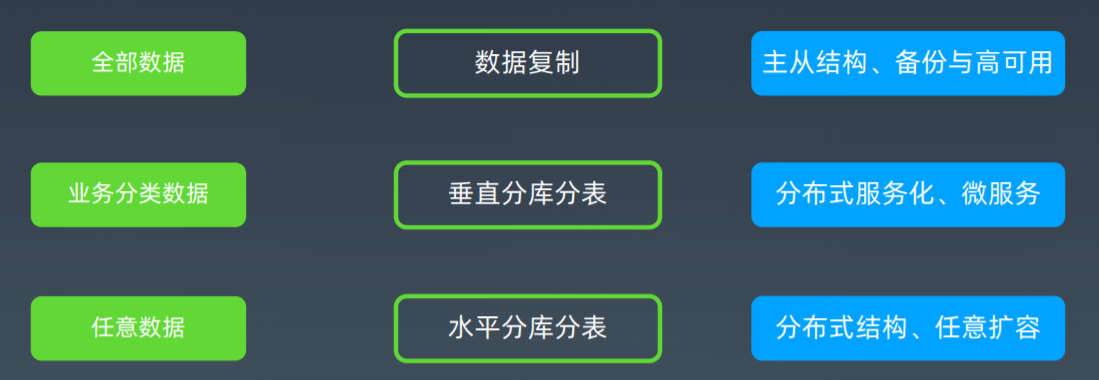 全部数据
数据复制
主从结构、备份与高可用
业务分类数据
垂直分库分表
分布式服务化、微服务
任意数据
水平分库分表
分布式结构、任意扩容